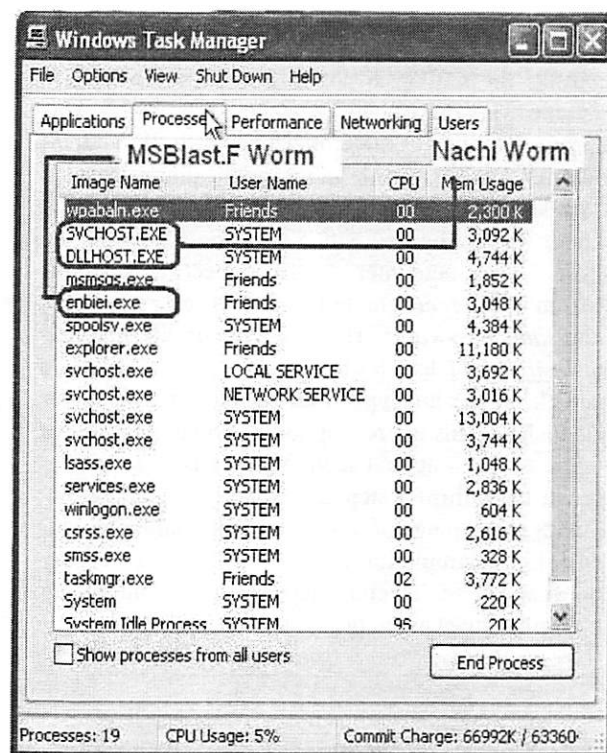 Windows Task Manager
File Options View Shut Down Help
Applications Processes Performance Networking Users
MSBlast.F Worm Nachi Worm
Image Name User Name CPU Mem Usage
wpabaln.exe Friends 00 2,300 K
SVCHOST.EXE SYSTEM 00 3,092 K
DLLHOST.EXE SYSTEM 00 4,744 K
msmsgs.exe Friends 00 1,852 K
enbiei.exe Friends 00 3,048 K
spoolsv.exe SYSTEM 00 4,384 K
explorer.exe Friends 00 11,180 K
svchost.exe LOCAL SERVICE 00 3,692 K
svchost.exe NETWORK SERVICE 00 3,016 K
svchost.exe SYSTEM 00 13,004 K
svchost.exe SYSTEM 00 3,744 K
lsass.exe SYSTEM 00 1,048 K
services.exe SYSTEM 00 2,836 K
winlogon.exe SYSTEM 00 604 K
csrss.exe SYSTEM 00 2,616 K
smss.exe SYSTEM 00 328 K
taskmgr.exe Friends 02 3,772 K
System SYSTEM 00 220 K
System Idle Process SYSTEM 95 20 K
Show processes from all users
End Process
Processes: 19 CPU Usage: 5% Commit Charge: 66992K / 63360